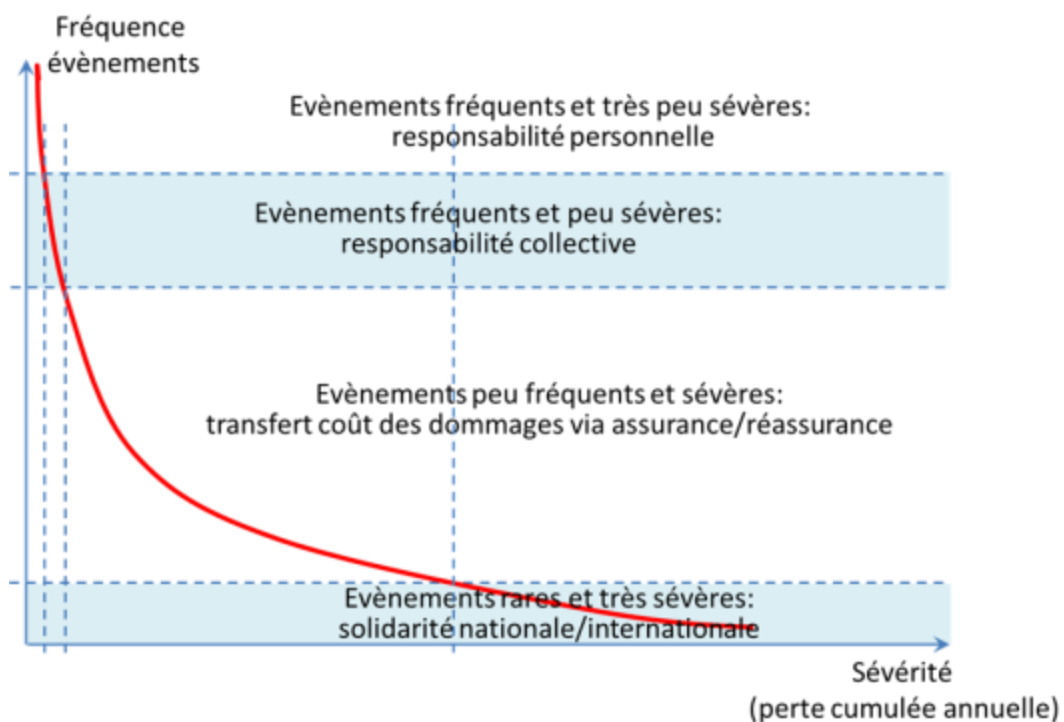 Fréquence
évènements
Evènements fréquents et très peu sévères:
responsabilité personnelle
Evènements fréquents et peu sévères:
responsabilité collective
Evènements peu fréquents et sévères:
transfert coût des dommages via assurance/réassurance
Evènements rares et très sévères:
solidarité nationale/internationale
Sévérité
(perte cumulée annuelle)